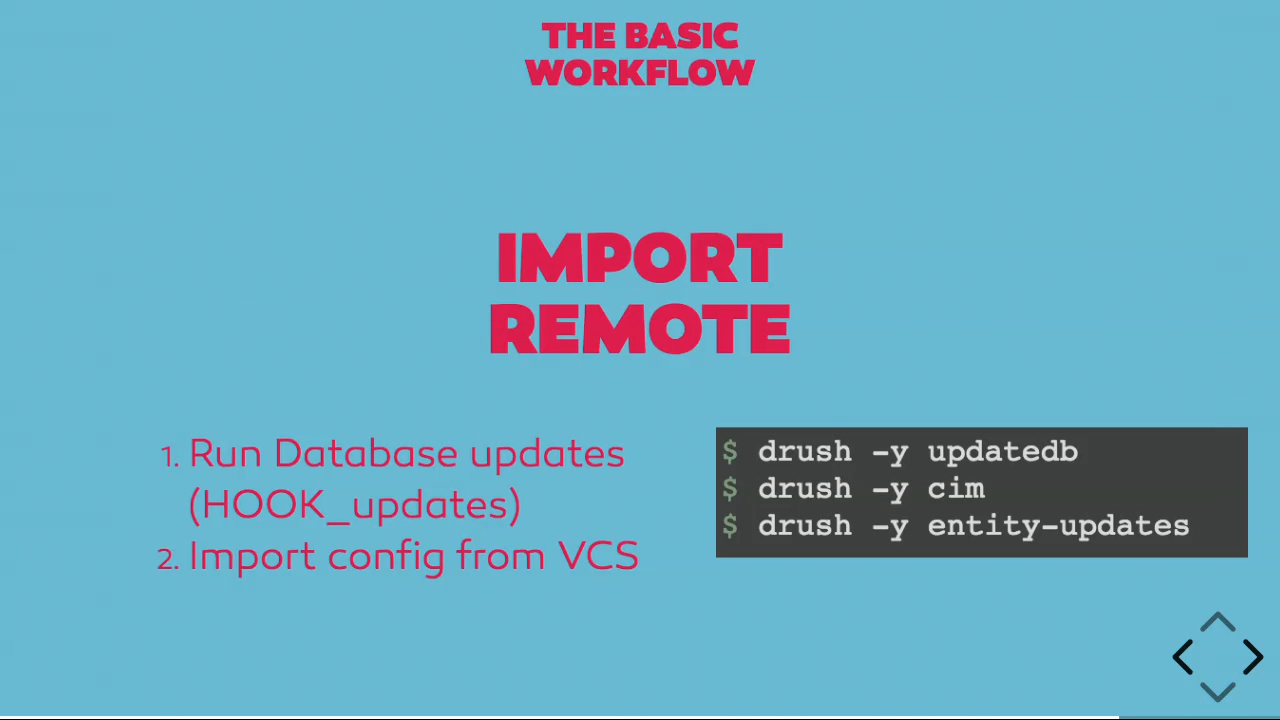 THE BASIC
WORKFLOW
IMPORT
REMOTE
1. Run Database updates
(HOOK_updates)
2. Import config from VCS
$ drush -y updatedb
$ drush -y cim
$ drush -y entity-updates